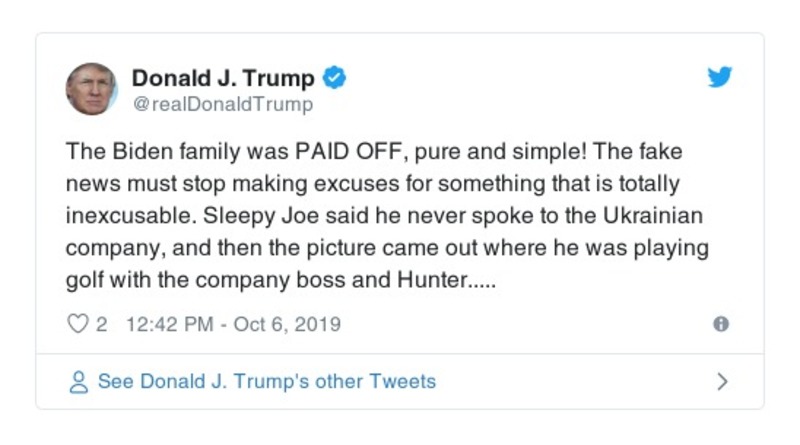 Donald J. Trump
@realDonaldTrump
The Biden family was PAID OFF, pure and simple! The fake
news must stop making excuses for something that is totally
inexcusable. Sleepy Joe said he never spoke to the Ukrainian
company, and then the picture came out where he was playing
golf with the company boss and Hunter.....
2 12:42 PM - Oct 6, 2019
See Donald J. Trump's other Tweets